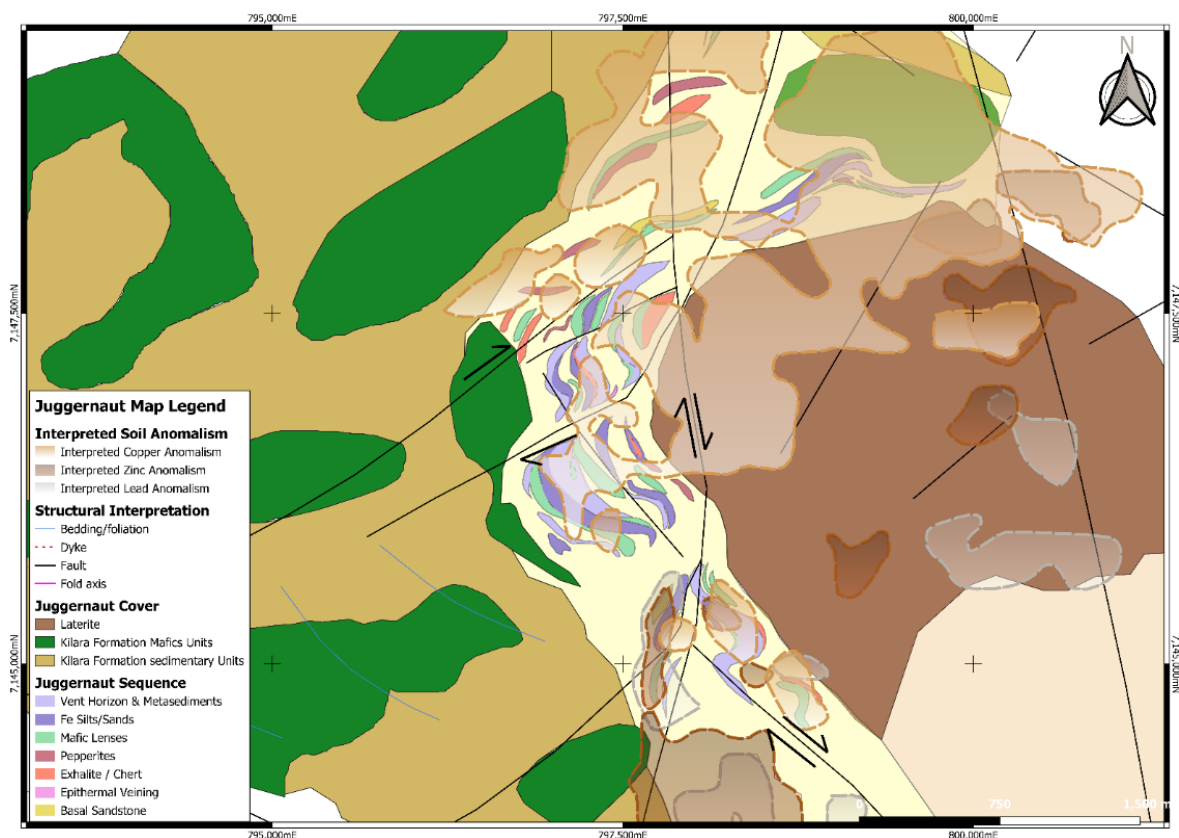 795,000mE 797,500mE 800,000mE
N
7,147,500mN 7,147,500mN
Juggernaut Map Legend
Interpreted Soil Anomalism
Interpreted Copper Anomalism
Interpreted Zinc Anomalism
Interpreted Lead Anomalism
Structural Interpretation
Bedding/foliation
Dyke
Fault
Fold axis
Juggernaut Cover
Laterite
Kilara Formation Mafics Units
Kilara Formation sedimentary Units
Juggernaut Sequence
Vent Horizon & Metasediments
Fe Silts/Sands
Mafic Lenses
Pepperites
Exhalite / Chert
Epithermal Veining
Basal Sandstone
7,145,000mN 7,145,000mN
0 750 1,500 m
795,000mE 797,500mE 800,000mE